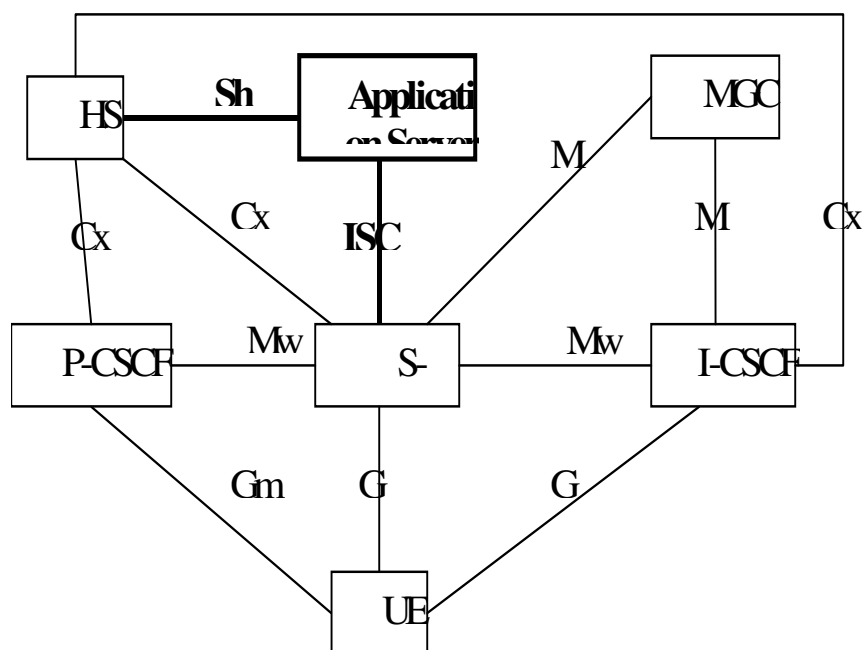 Sh
Applicati
on Server
MGC
HS
M
Cx
Cx
ISC
M
Cx
P-CSCF
Mw
S-
Mw
I-CSCF
Gm
G
G
UE